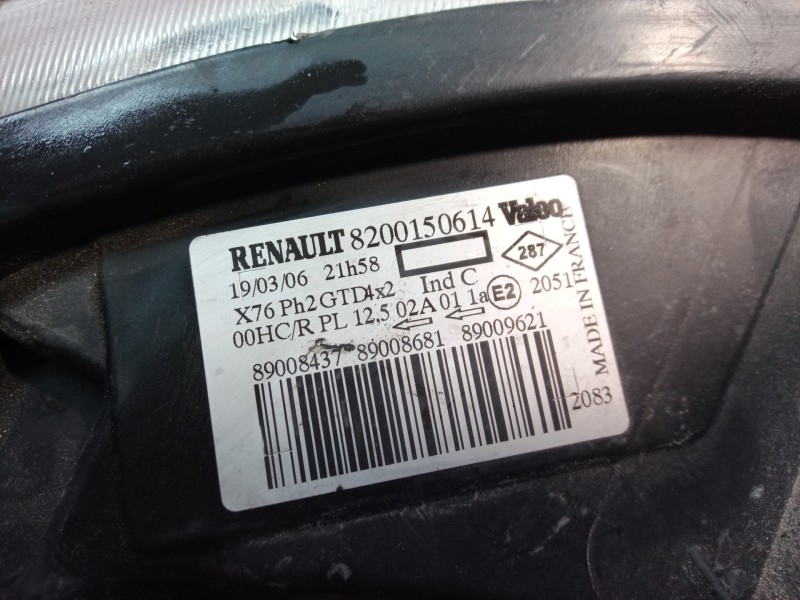 RENAULT 8200150614 Valeo
19/03/06 21h58 287
X76 Ph2 GTD4x2 Ind C E2 2051
00HC/R PL 12,5 02A 01 1a
89008437 89008681 89009621
2083
MADE IN FRANCE